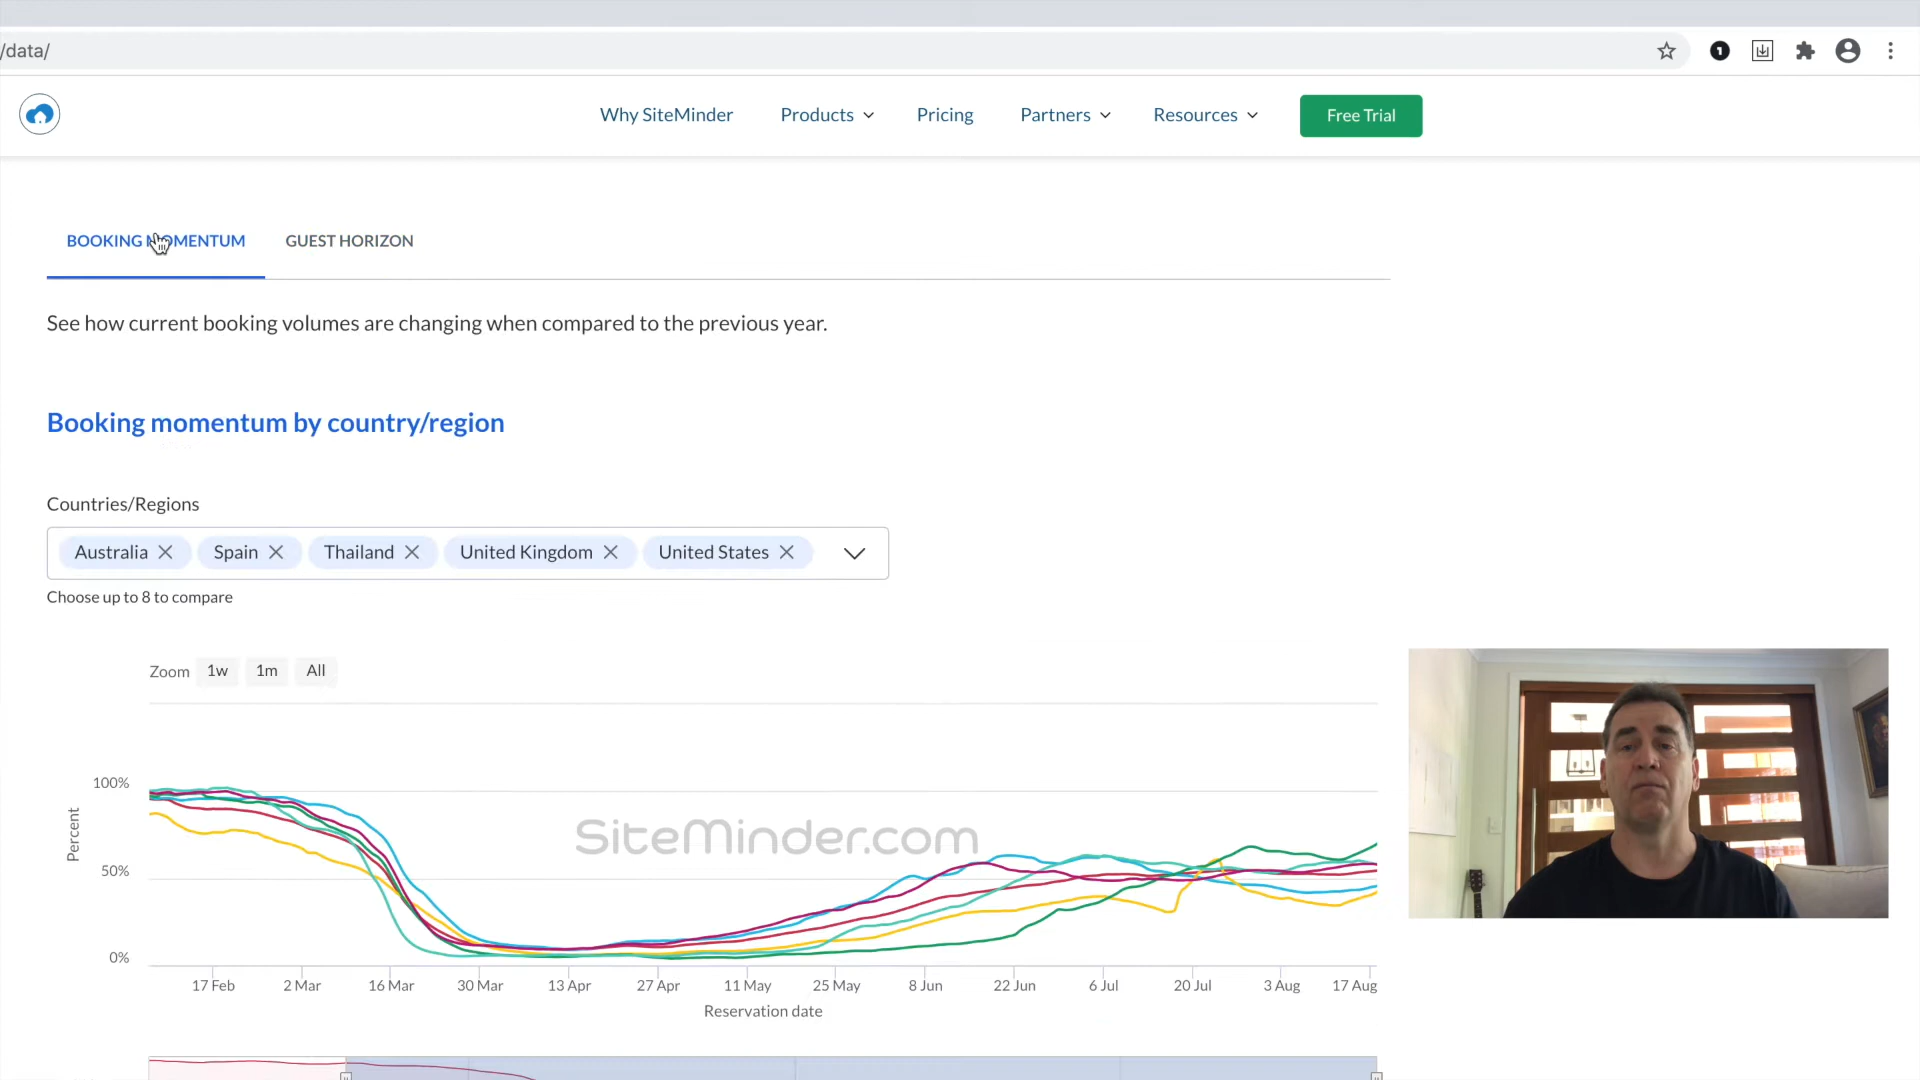 /data/
1
Why SiteMinder Products Pricing Partners Resources Free Trial
BOOKING MOMENTUM GUEST HORIZON
See how current booking volumes are changing when compared to the previous year.
Booking momentum by country/region
Countries/Regions
Australia Spain Thailand United Kingdom United States
Choose up to 8 to compare
Zoom 1w 1m All
100%
50%
0%
Percent
SiteMinder.com
17 Feb 2 Mar 16 Mar 30 Mar 13 Apr 27 Apr 11 May 25 May 8 Jun 22 Jun 6 Jul 20 Jul 3 Aug 17 Aug
Reservation date